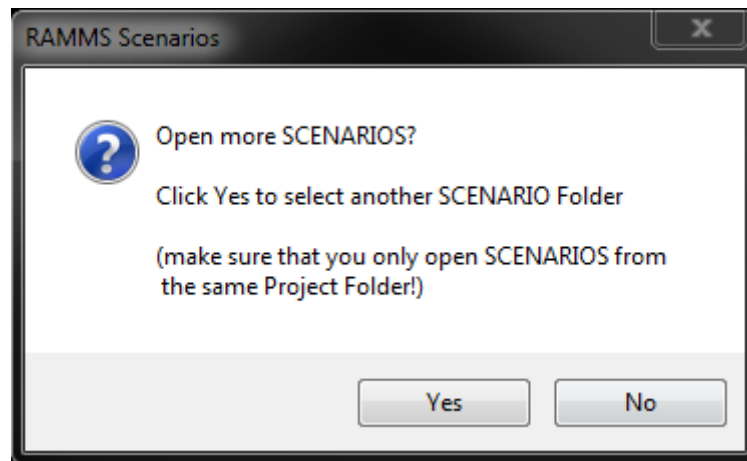 RAMMS Scenarios
Open more SCENARIOS?
Click Yes to select another SCENARIO Folder
(make sure that you only open SCENARIOS from
the same Project Folder!)
Yes
No